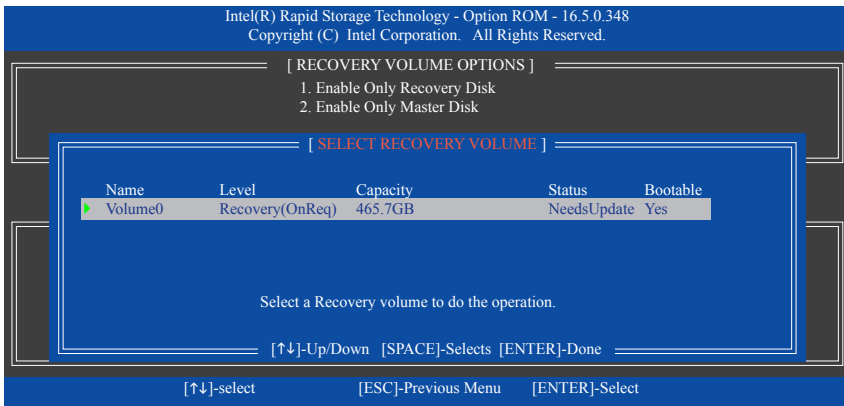 Intel(R) Rapid Storage Technology - Option ROM - 16.5.0.348
Copyright (C) Intel Corporation. All Rights Reserved.
[ RECOVERY VOLUME OPTIONS ]
1. Enable Only Recovery Disk
2. Enable Only Master Disk
[ SELECT RECOVERY VOLUME ]
Name Level Capacity Status Bootable
Volume0 Recovery(OnReq) 465.7GB NeedsUpdate Yes
Select a Recovery volume to do the operation.
[↑↓]-Up/Down [SPACE]-Selects [ENTER]-Done
[↑↓]-select [ESC]-Previous Menu [ENTER]-Select